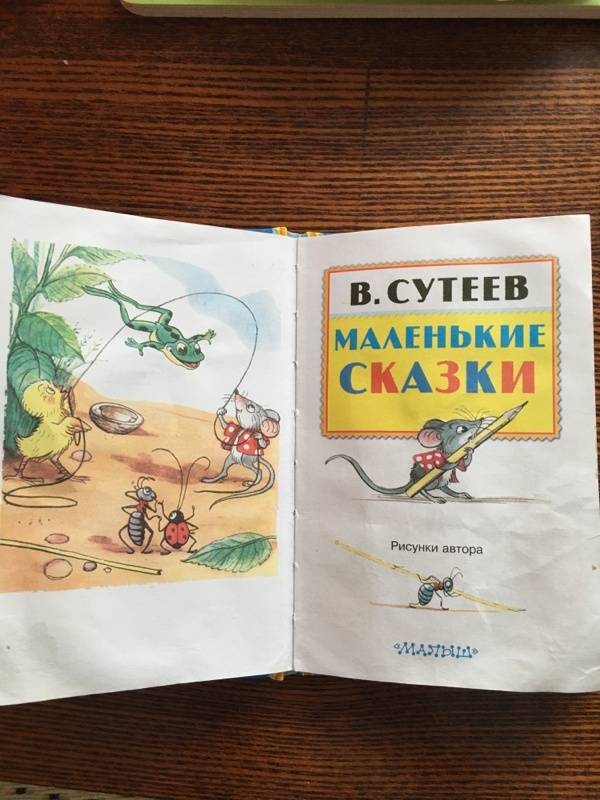 В. СУТЕЕВ
МАЛЕНЬКИЕ
СКАЗКИ
Рисунки автора
«МАЛЫШ»